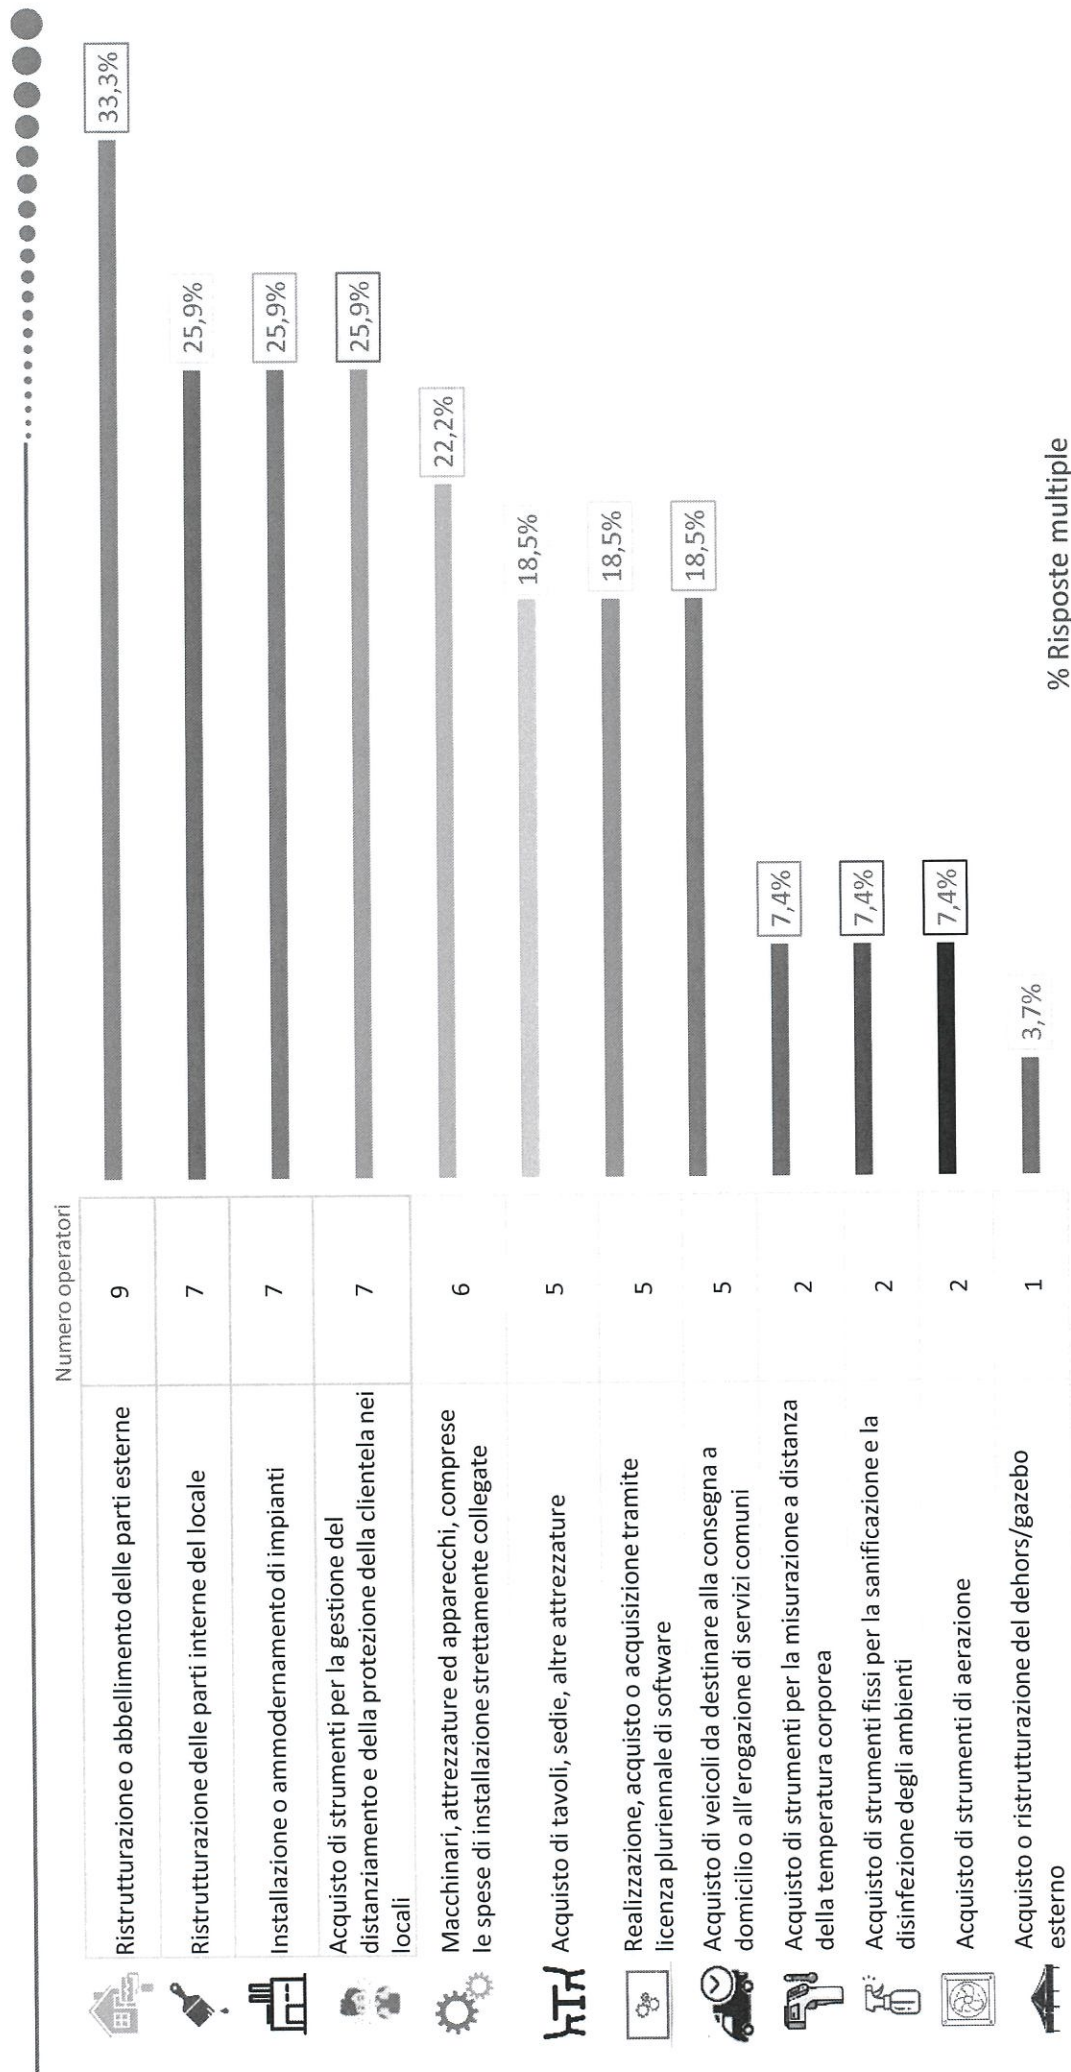 Numero operatori
Ristrutturazione o abbellimento delle parti esterne
9
33,3%
Ristrutturazione delle parti interne del locale
7
25,9%
Installazione o ammodernamento di impianti
7
25,9%
Acquisto di strumenti per la gestione del
distanziamento e della protezione della clientela nei
locali
7
25,9%
Macchinari, attrezzature ed apparecchi, comprese
le spese di installazione strettamente collegate
6
22,2%
Acquisto di tavoli, sedie, altre attrezzature
5
18,5%
Realizzazione, acquisto o acquisizione tramite
licenza pluriennale di software
5
18,5%
Acquisto di veicoli da destinare alla consegna a
domicilio o all'erogazione di servizi comuni
5
18,5%
Acquisto di strumenti per la misurazione a distanza
della temperatura corporea
2
7,4%
Acquisto di strumenti fissi per la sanificazione e la
disinfezione degli ambienti
2
7,4%
Acquisto di strumenti di aerazione
2
7,4%
Acquisto o ristrutturazione del dehors/gazebo
esterno
1
3,7%
% Risposte multiple